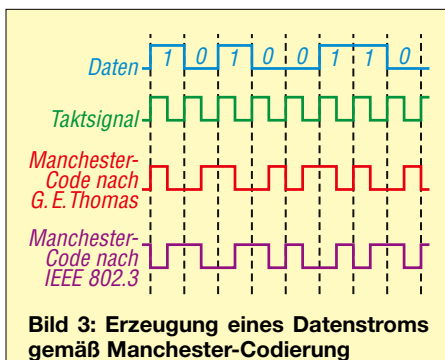 Daten 1 0 1 0 0 1 1 0
Taktsignal
Manchester-
Code nach
G. E. Thomas
Manchester-
Code nach
IEEE 802.3
Bild 3: Erzeugung eines Datenstroms
gemäß Manchester-Codierung